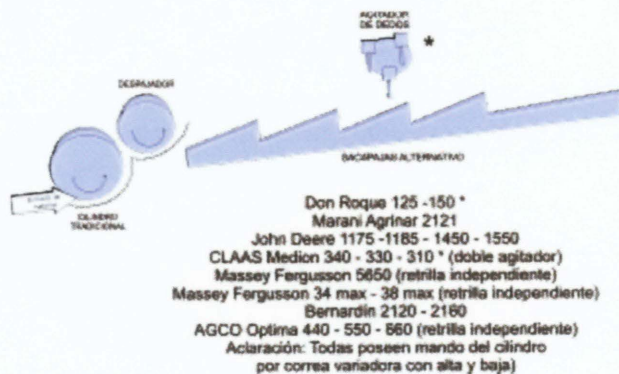 AGITADOR
DE DEDOS
*
DESPAJADOR
SACAPAJAS ALTERNATIVO
CILINDRO
TRADICIONAL
Don Roque 125 -150 *
Marani Agrinar 2121
John Deere 1175 -1185 - 1450 - 1550
CLAAS Medion 340 - 330 - 310 * (doble agitador)
Massey Fergusson 5650 (retrilla independiente)
Massey Fergusson 34 max - 38 max (retrilla independiente)
Bernardin 2120 - 2160
AGCO Optima 440 - 550 - 660 (retrilla independiente)
Aclaración: Todas poseen mando del cilindro
por correa variadora con alta y baja)